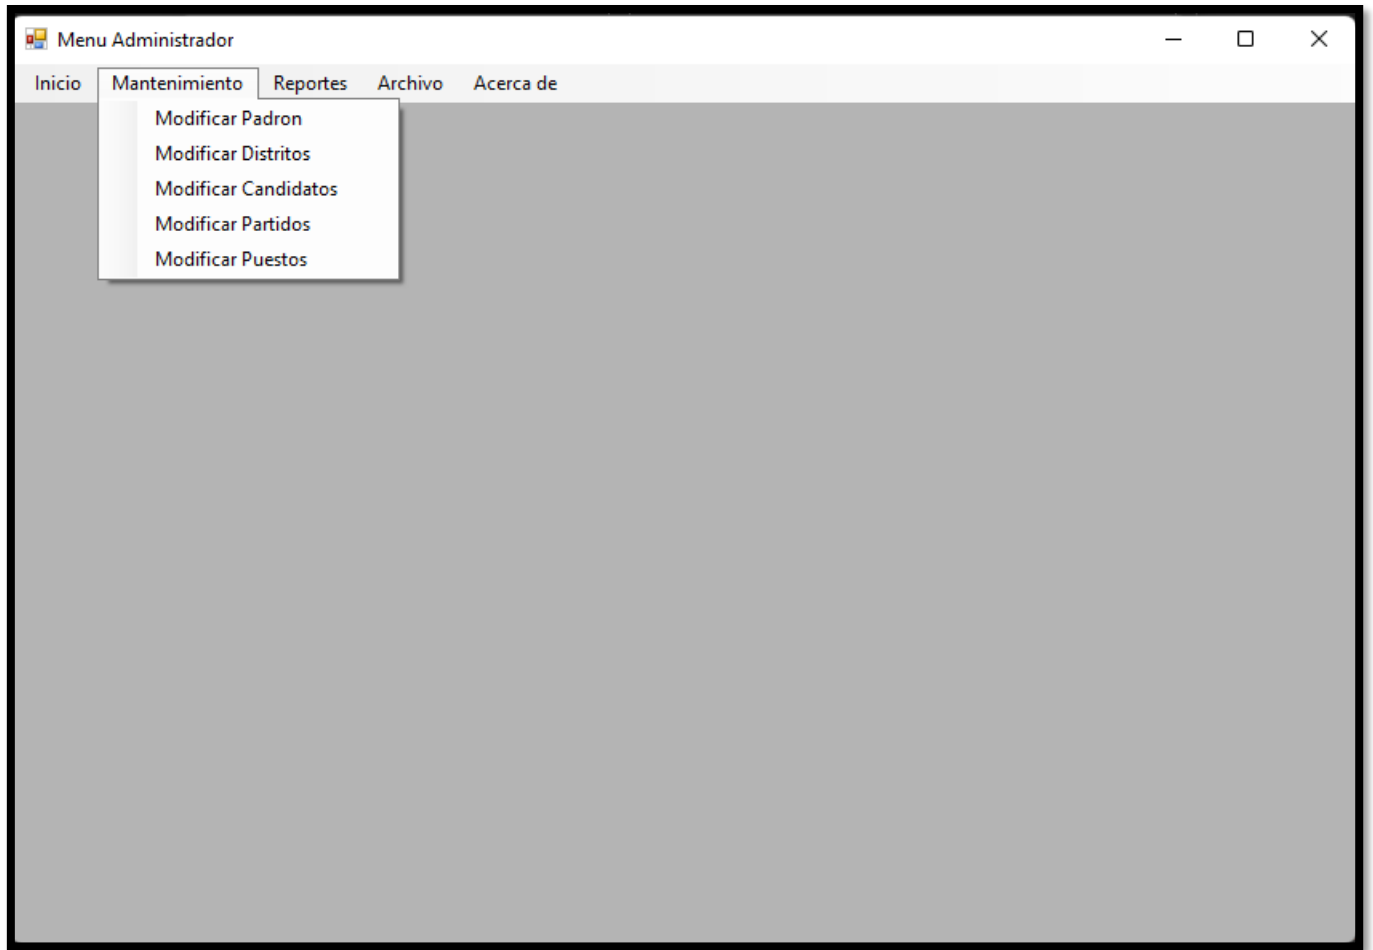 Menu Administrador
Inicio Mantenimiento Reportes Archivo Acerca de
Modificar Padron
Modificar Distritos
Modificar Candidatos
Modificar Partidos
Modificar Puestos